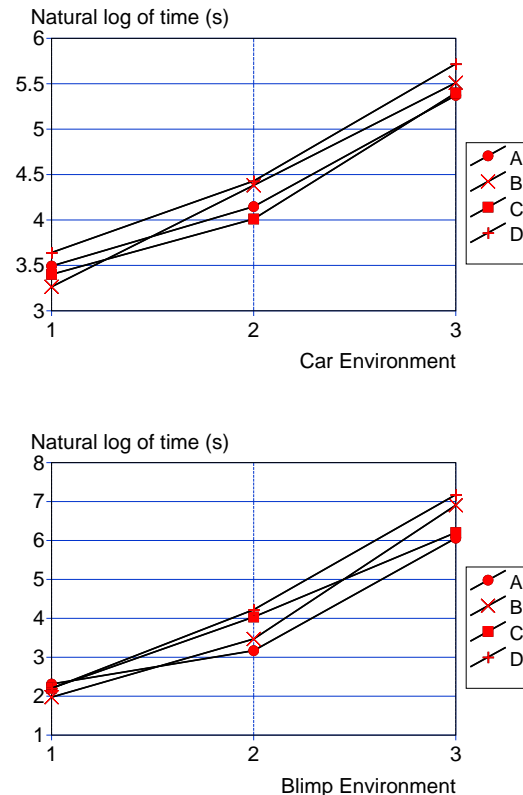 Natural log of time (s)
6
5.5
5
4.5
4
3.5
3
1 2 3
Car Environment
A
B
C
D
Natural log of time (s)
8
7
6
5
4
3
2
1
1 2 3
Blimp Environment
A
B
C
D